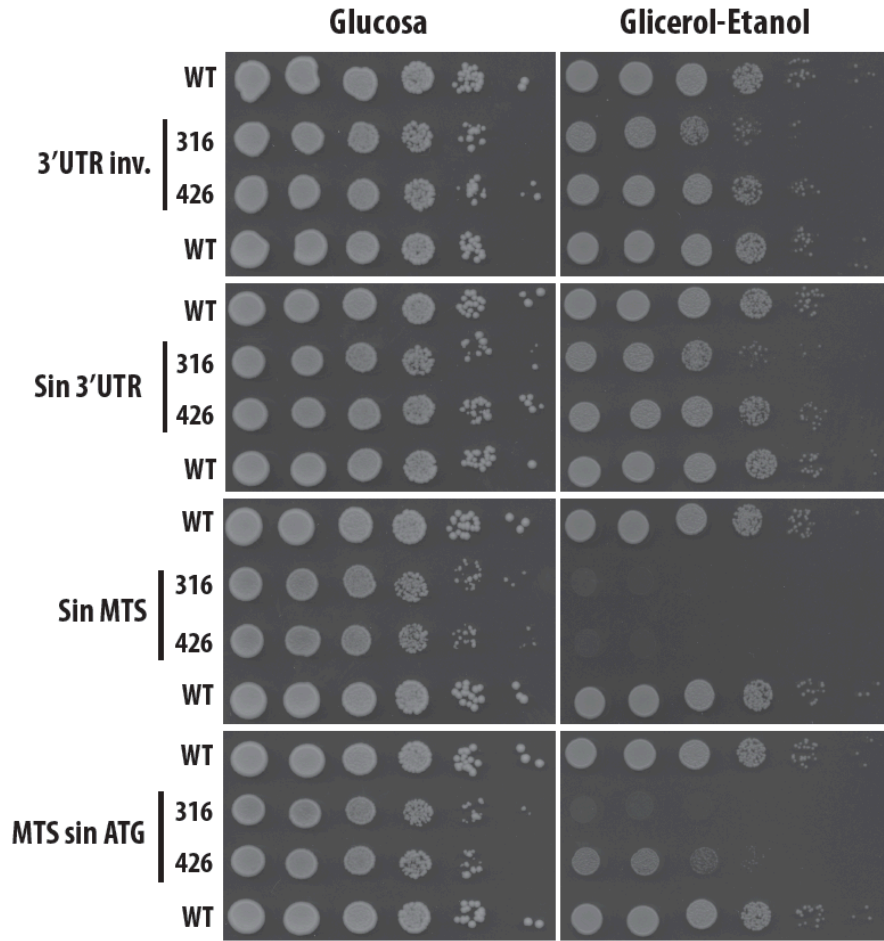 Glucosa Glicerol-Etanol
WT
3’UTR inv.
316
426
WT
WT
Sin 3’UTR
316
426
WT
WT
Sin MTS
316
426
WT
WT
MTS sin ATG
316
426
WT